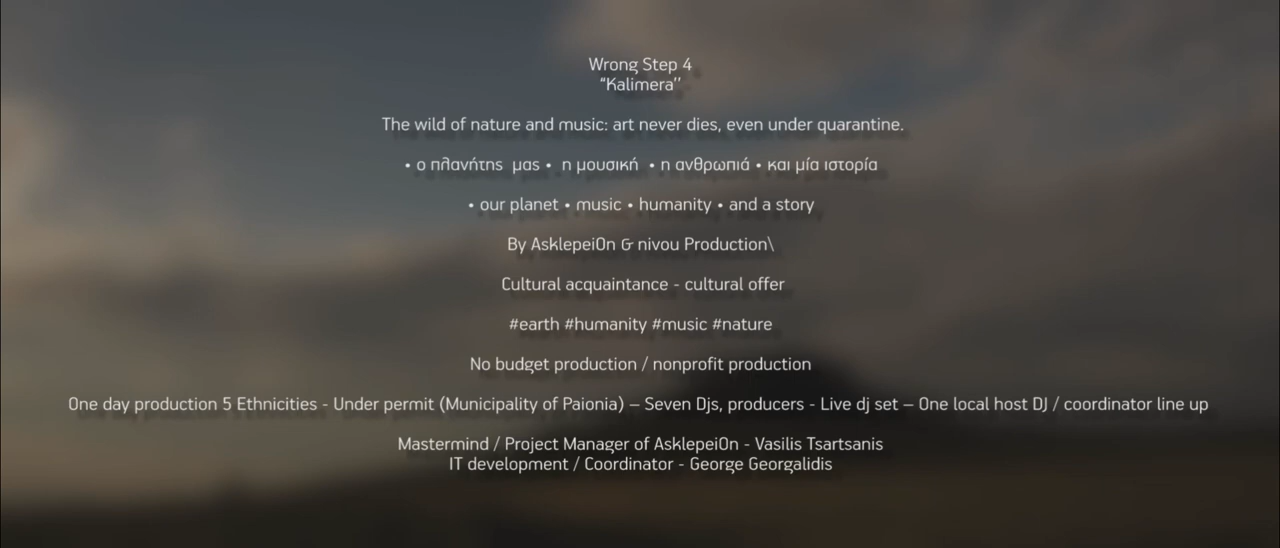 Wrong Step 4
“Kalimera’’
The wild of nature and music: art never dies, even under quarantine.
• ο πλανήτης μας • η μουσική • η ανθρωπιά • και μία ιστορία
• our planet • music • humanity • and a story
By AsklepeiOn & nivou Production\
Cultural acquaintance - cultural offer
#earth #humanity #music #nature
No budget production / nonprofit production
One day production 5 Ethnicities - Under permit (Municipality of Paionia) – Seven Djs, producers - Live dj set – One local host DJ / coordinator line up
Mastermind / Project Manager of AsklepeiOn - Vasilis Tsartsanis
IT development / Coordinator - George Georgalidis